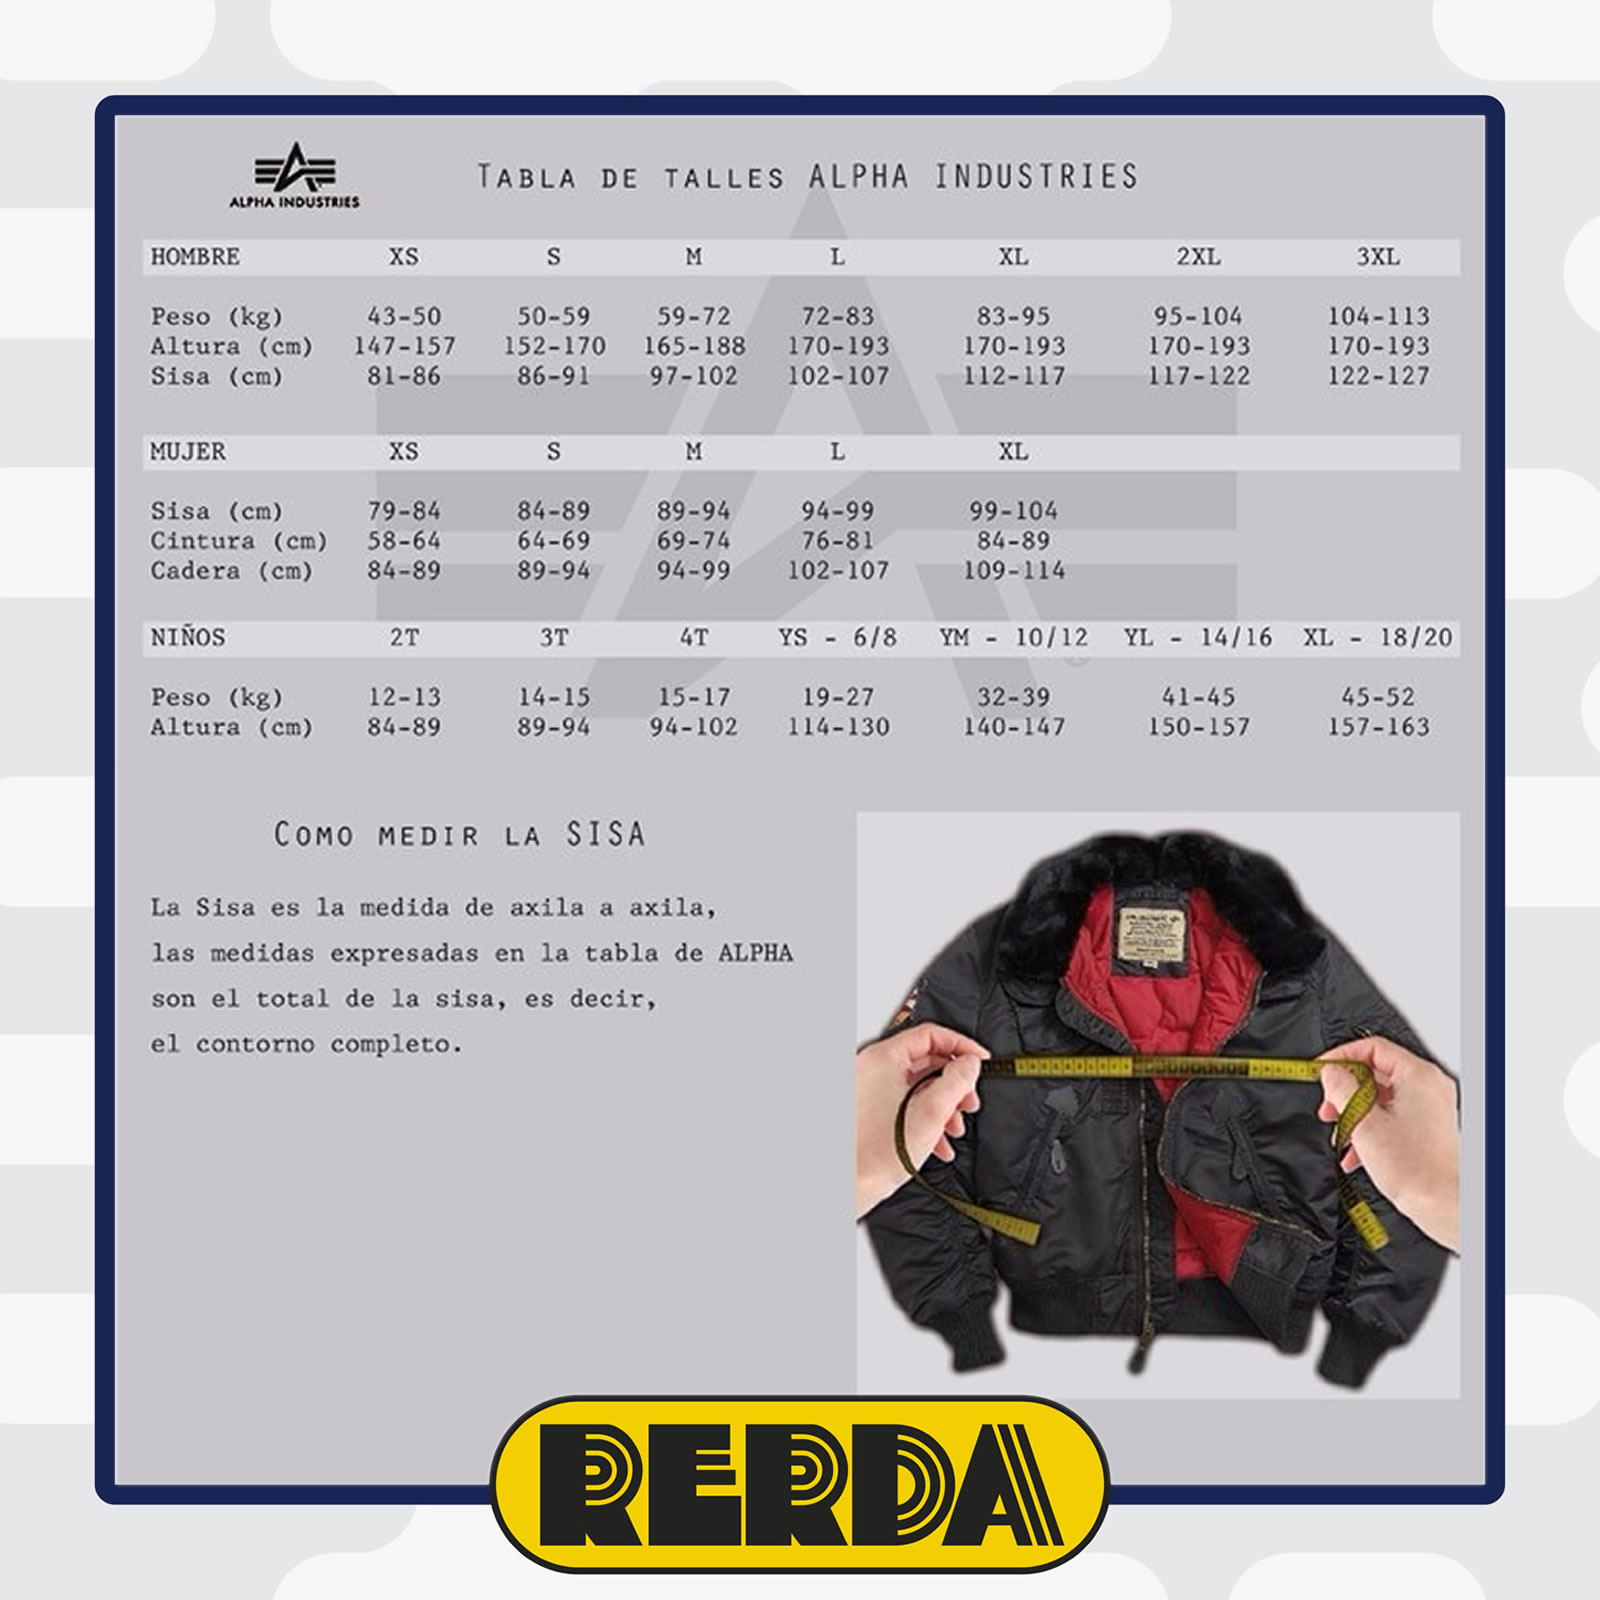 ALPHA INDUSTRIES
TABLA DE TALLES ALPHA INDUSTRIES
HOMBRE XS S M L XL 2XL 3XL
Peso (kg) 43-50 50-59 59-72 72-83 83-95 95-104 104-113
Altura (cm) 147-157 152-170 165-188 170-193 170-193 170-193 170-193
Sisa (cm) 81-86 86-91 97-102 102-107 112-117 117-122 122-127
MUJER XS S M L XL
Sisa (cm) 79-84 84-89 89-94 94-99 99-104
Cintura (cm) 58-64 64-69 69-74 76-81 84-89
Cadera (cm) 84-89 89-94 94-99 102-107 109-114
NIÑOS 2T 3T 4T YS - 6/8 YM - 10/12 YL - 14/16 XL - 18/20
Peso (kg) 12-13 14-15 15-17 19-27 32-39 41-45 45-52
Altura (cm) 84-89 89-94 94-102 114-130 140-147 150-157 157-163
COMO MEDIR LA SISA
La Sisa es la medida de axila a axila,
las medidas expresadas en la tabla de ALPHA
son el total de la sisa, es decir,
el contorno completo.
RERDA